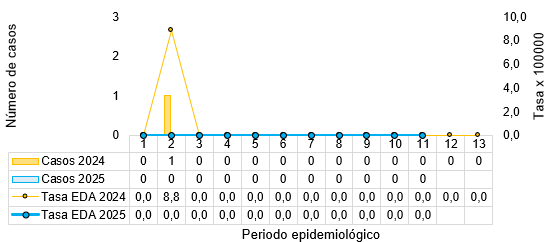 3 10,0
8,0
2
6,0
4,0
1
2,0
0 0,0
Número de casos
Tasa x 100000
1 2 3 4 5 6 7 8 9 10 11 12 13
Casos 2024 0 1 0 0 0 0 0 0 0 0 0 0 0
Casos 2025 0 0 0 0 0 0 0 0 0 0 0
Tasa EDA 2024 0,0 8,8 0,0 0,0 0,0 0,0 0,0 0,0 0,0 0,0 0,0 0,0 0,0
Tasa EDA 2025 0,0 0,0 0,0 0,0 0,0 0,0 0,0 0,0 0,0 0,0 0,0
Periodo epidemiológico